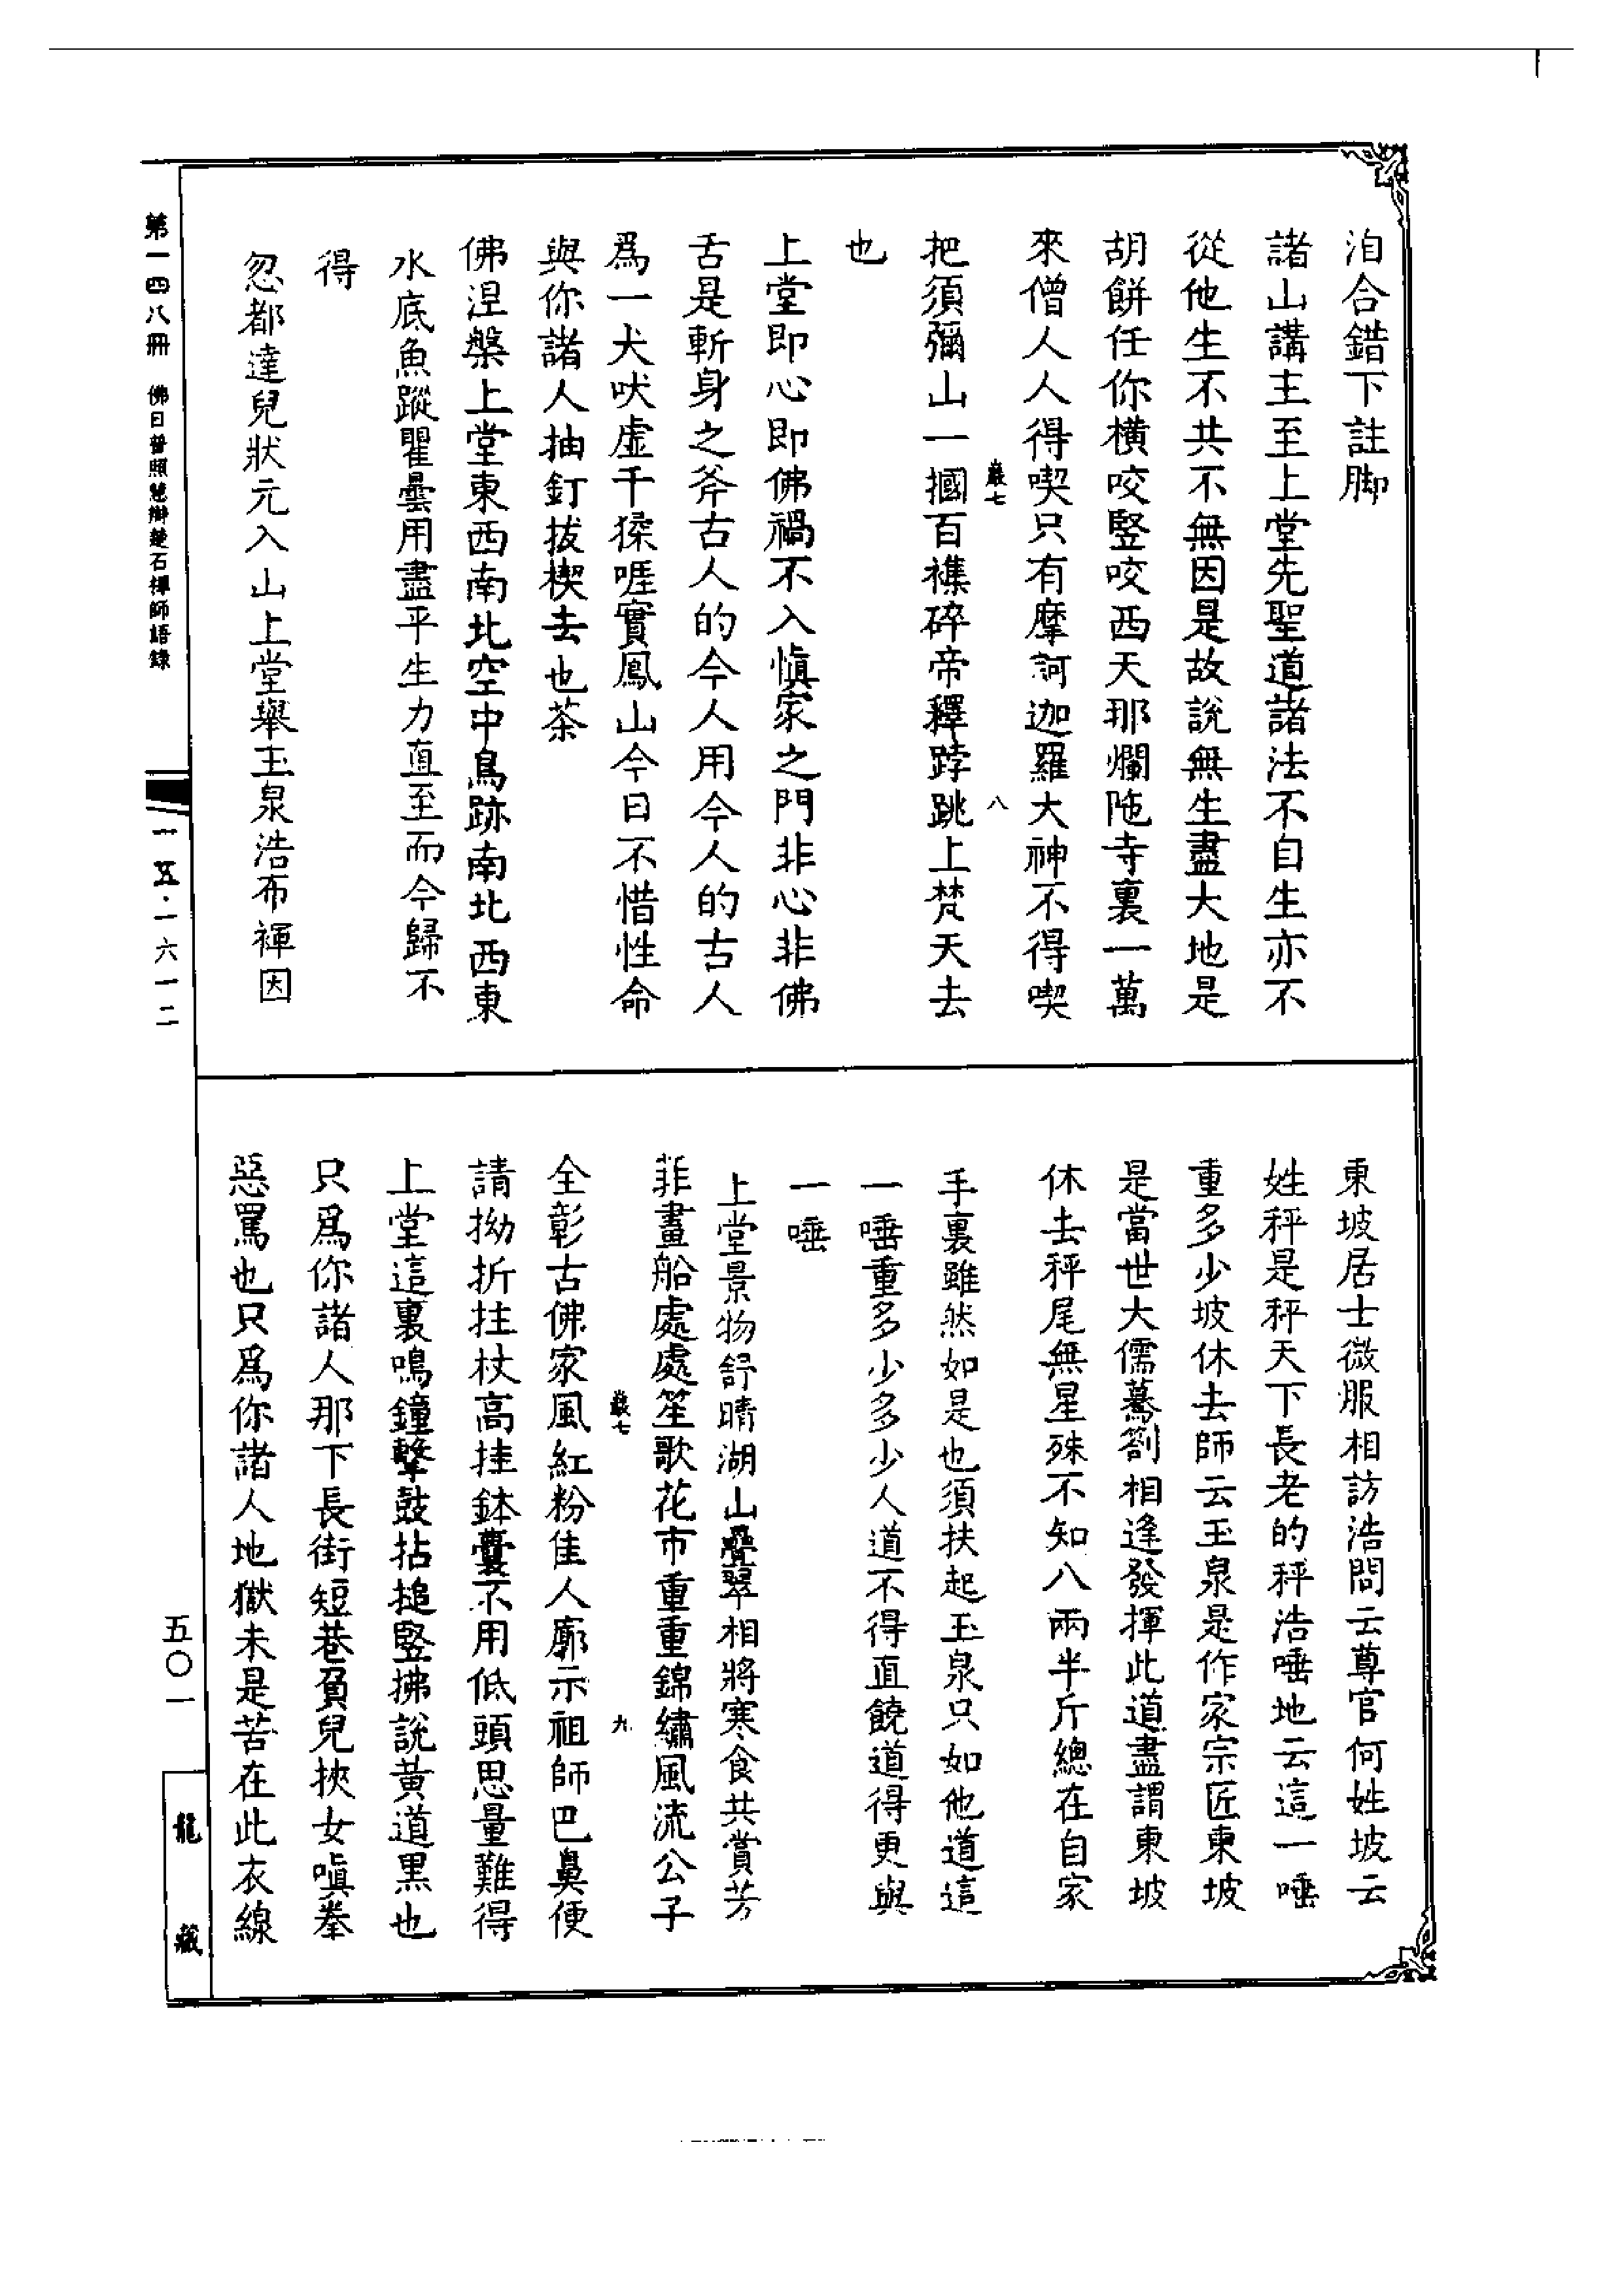 洎合錯下註脚
諸山講主至上堂先聖道諸法不自生亦不
從他生不共不無因是故說無生盡大地是
胡餅任你橫咬竪咬西天那爛陁寺裏一萬
來僧人人得喫只有摩訶迦羅大神不得喫
嚴七 八
把須彌山一摑百襍碎帝釋𨁝跳上梵天去
也
上堂即心即佛禍不入愼家之門非心非佛
舌是斬身之斧古人的今人用今人的古人
爲一犬吠虛千猱啀實鳳山今日不惜性命
與你諸人抽釘拔楔去也茶
佛涅槃上堂東西南北空中鳥跡南北西東
水底魚蹤瞿曇用盡平生力直至而今歸不
得
忽都達兒狀元入山上堂舉玉泉浩布裩因
東坡居士微服相訪浩問云尊官何姓坡云
姓秤是秤天下長老的秤浩唾地云這一唾
重多少坡休去師云玉泉是作家宗匠東坡
是當世大儒驀劄相逢發揮此道盡謂東坡
休去秤尾無星殊不知八兩半斤總在自家
手裏雖然如是也須扶起玉泉只如他道這
一唾重多少多少人道不得直饒道得更與
一唾
上堂景物舒晴湖山疊翠相將寒食共賞芳
菲畫船處處笙歌花市重重錦繡風流公子
嚴七 九
全彰古佛家風紅粉佳人廓示祖師巴鼻便
請拗折拄杖高挂鉢囊不用低頭思量難得
上堂這裏鳴鐘擊鼓拈搥竪拂說黃道黑也
只爲你諸人那下長街短巷負兒挾女嗔拳
惡罵也只爲你諸人地獄未是苦在此衣線
第一四八冊 佛日普照慧辯楚石禪師語錄
一五·一六一二
五〇一
龍藏